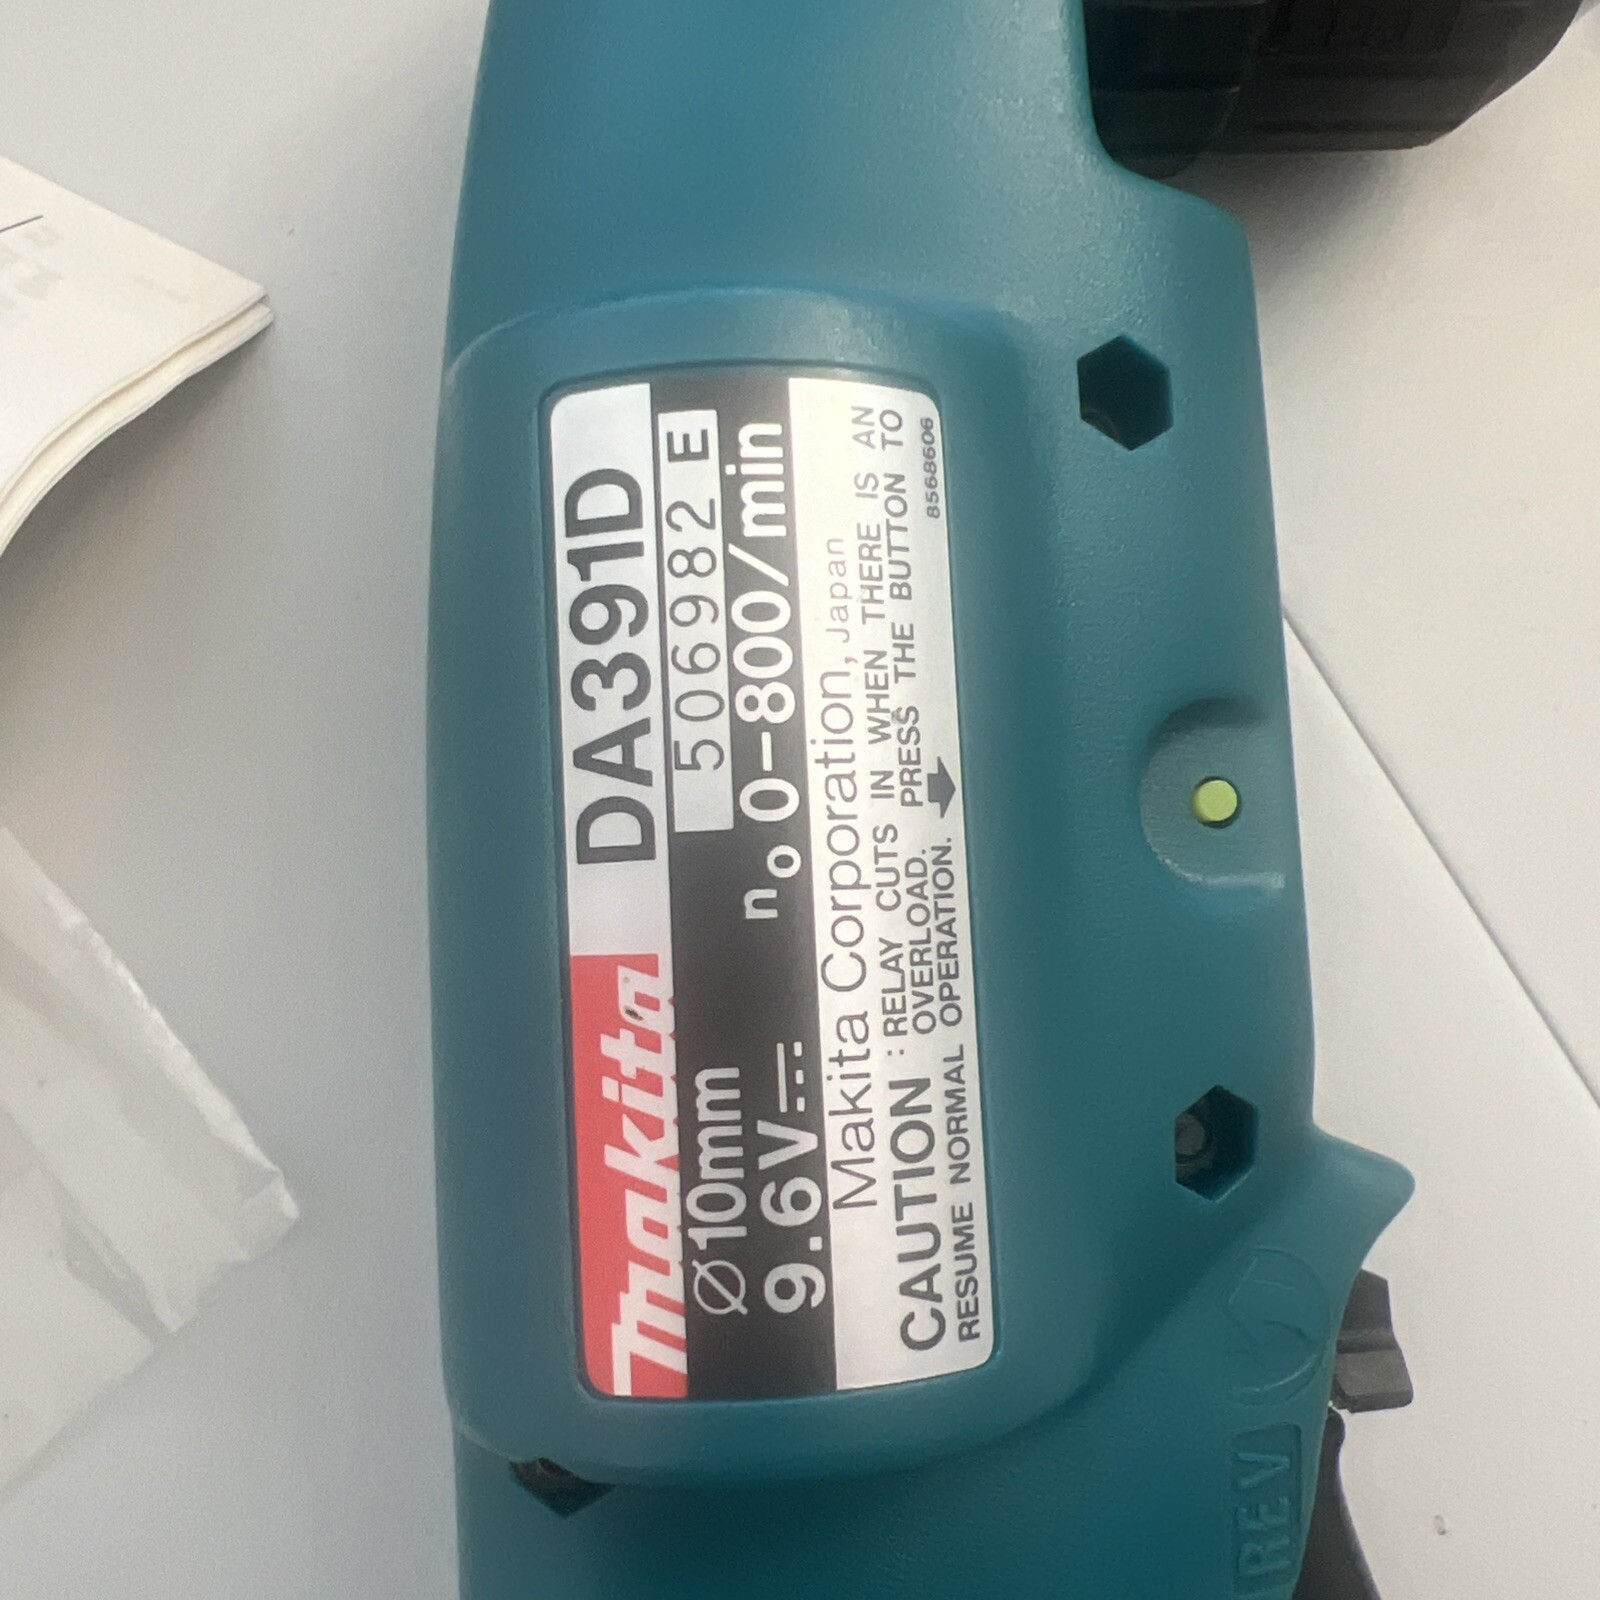 makita DA391D
506982 E
Ø10mm
9.6V n₀ 0-800/min
Makita Corporation, Japan
CAUTION : RELAY CUTS IN WHEN THERE IS AN
OVERLOAD. PRESS THE BUTTON TO
RESUME NORMAL OPERATION.
8568606
REV